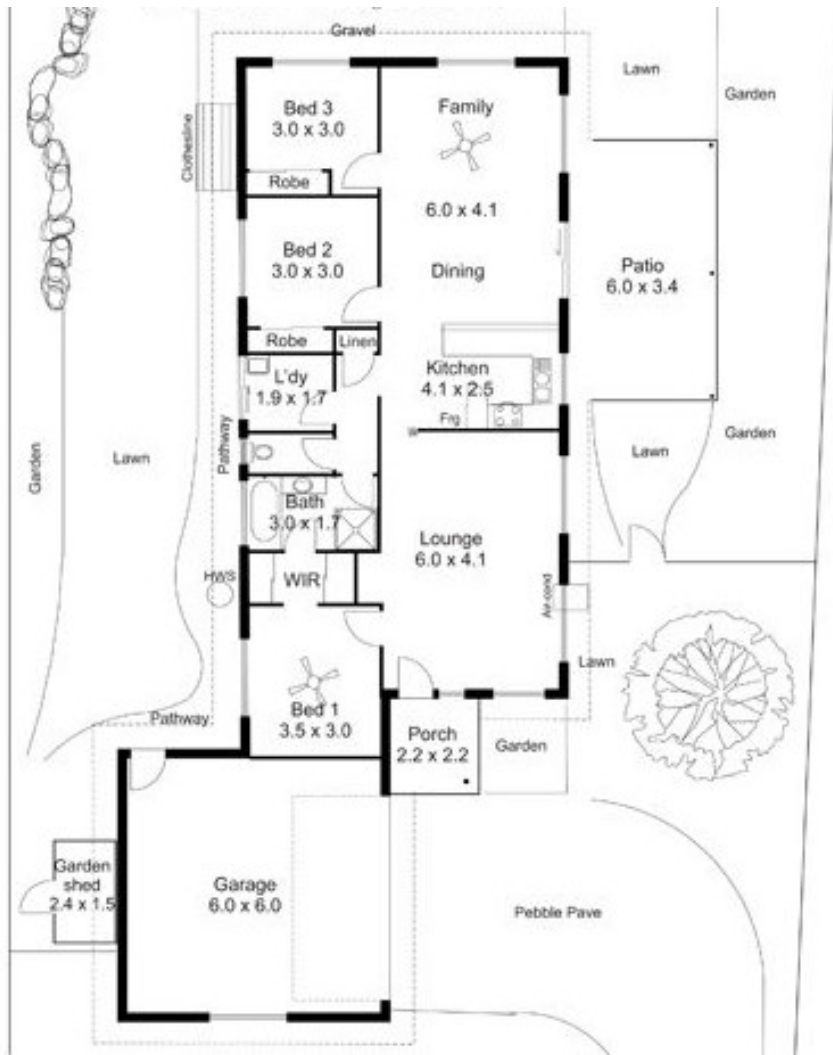 Gravel
Lawn
Garden
Bed 3
3.0 x 3.0
Family
Clothesline
Robe
6.0 x 4.1
Bed 2
3.0 x 3.0
Dining
Patio
6.0 x 3.4
Robe
Linen
L'dy
1.9 x 1.7
Kitchen
4.1 x 2.5
Frg
W
Garden
Lawn
Pathway
Lawn
Garden
Bath
3.0 x 1.7
Lounge
6.0 x 4.1
HWS
WIR
Air-cond
Lawn
Pathway
Bed 1
3.5 x 3.0
Porch
2.2 x 2.2
Garden
Garden
shed
2.4 x 1.5
Garage
6.0 x 6.0
Pebble Pave